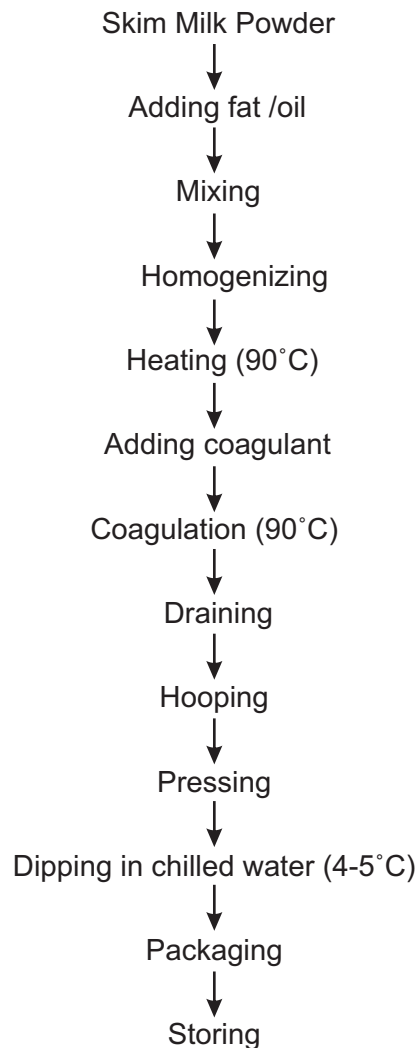 Skim Milk Powder
Adding fat /oil
Mixing
Homogenizing
Heating (90˚C)
Adding coagulant
Coagulation (90˚C)
Draining
Hooping
Pressing
Dipping in chilled water (4-5˚C)
Packaging
Storing